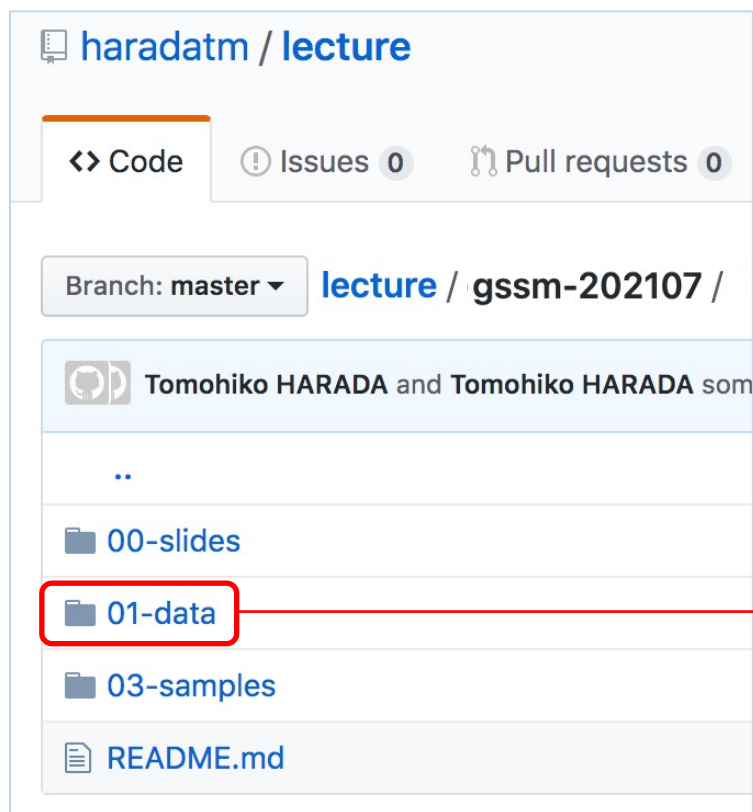 haradatm / lecture
<> Code Issues 0 Pull requests 0
Branch: master lecture / gssm-202107 /
Tomohiko HARADA and Tomohiko HARADA som
..
00-slides
01-data
03-samples
README.md